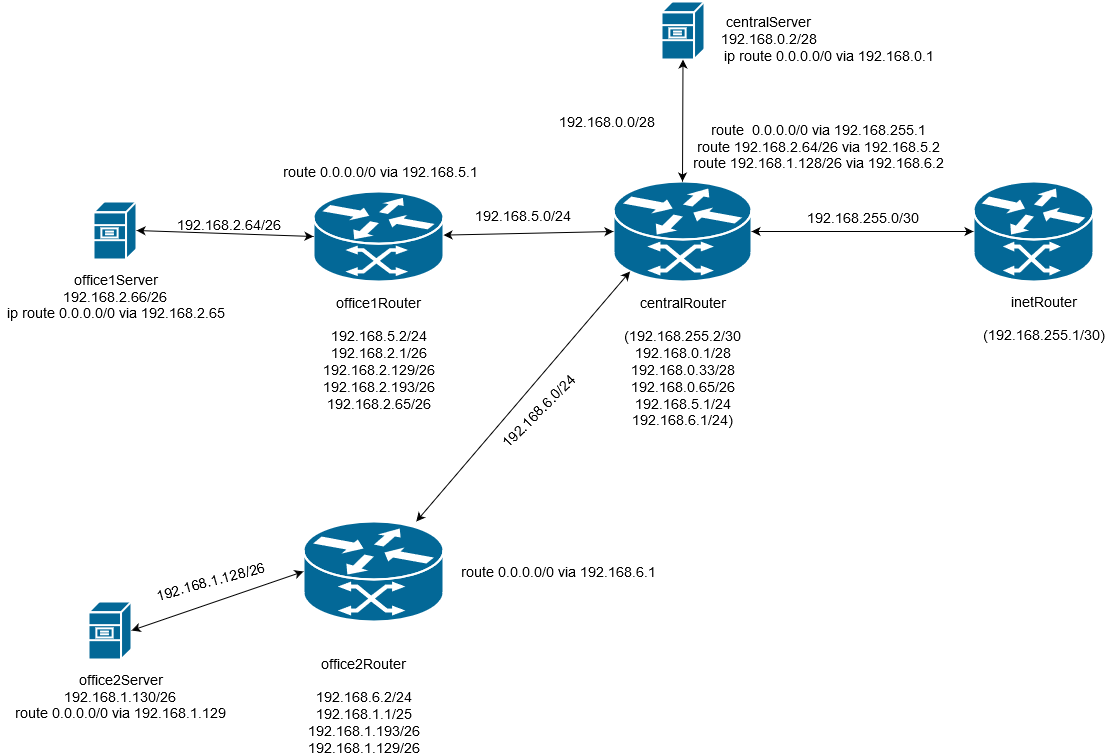 centralServer
192.168.0.2/28
ip route 0.0.0.0/0 via 192.168.0.1
192.168.0.0/28
route 0.0.0.0/0 via 192.168.255.1
route 192.168.2.64/26 via 192.168.5.2
route 192.168.1.128/26 via 192.168.6.2
route 0.0.0.0/0 via 192.168.5.1
192.168.2.64/26
192.168.5.0/24
192.168.255.0/30
office1Server
192.168.2.66/26
ip route 0.0.0.0/0 via 192.168.2.65
office1Router
192.168.5.2/24
192.168.2.1/26
192.168.2.129/26
192.168.2.193/26
192.168.2.65/26
centralRouter
(192.168.255.2/30
192.168.0.1/28
192.168.0.33/28
192.168.0.65/26
192.168.5.1/24
192.168.6.1/24)
inetRouter
(192.168.255.1/30)
192.168.6.0/24
192.168.1.128/26
route 0.0.0.0/0 via 192.168.6.1
office2Server
192.168.1.130/26
route 0.0.0.0/0 via 192.168.1.129
office2Router
192.168.6.2/24
192.168.1.1/25
192.168.1.193/26
192.168.1.129/26